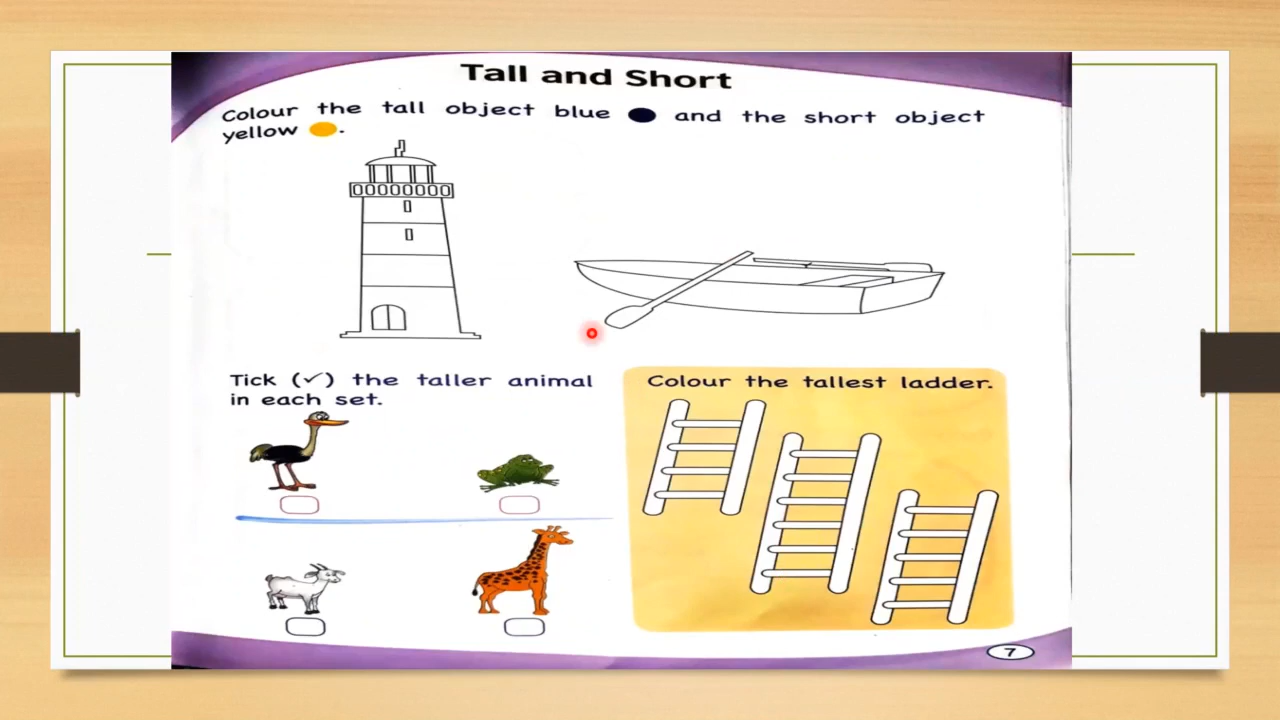 Tall and Short
Colour the tall object blue and the short object
yellow .
Tick (✓) the taller animal
in each set.
Colour the tallest ladder.
7